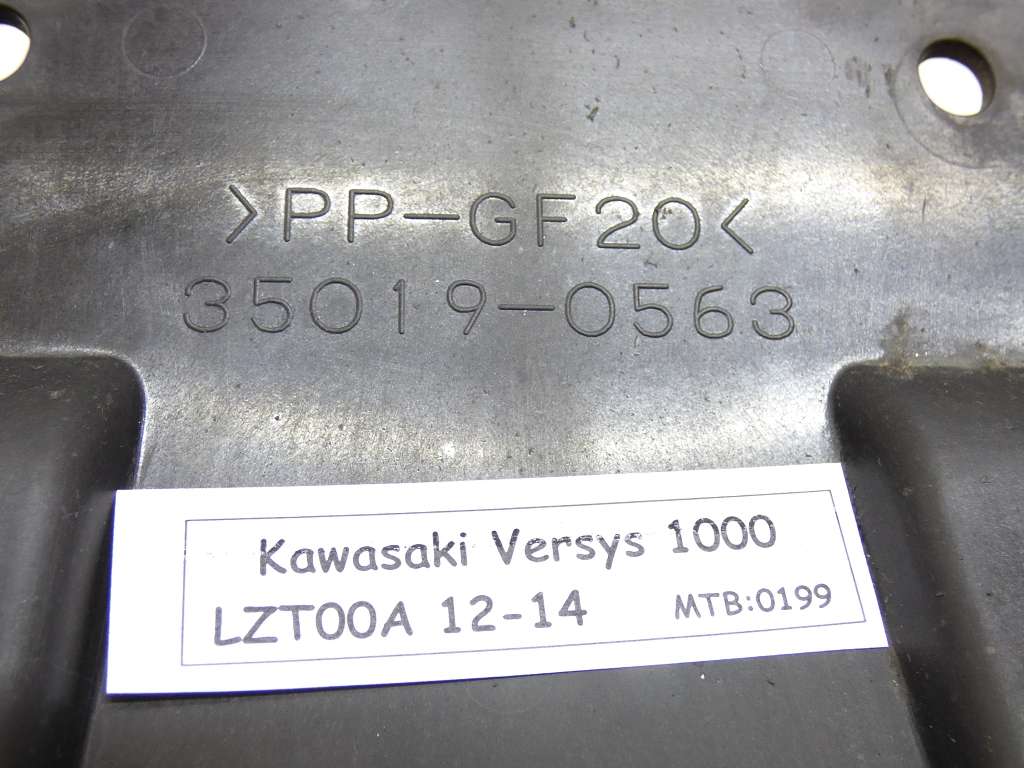 >PP-GF20<
35019-0563
Kawasaki Versys 1000
LZT00A 12-14 MTB:0199